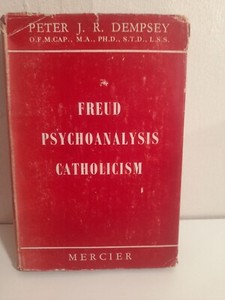 PETER J. R. DEMPSEY
O.F.M.CAP., M.A., PH.D., S.T.D., L.S.S.
FREUD
PSYCHOANALYSIS
CATHOLICISM
MERCIER